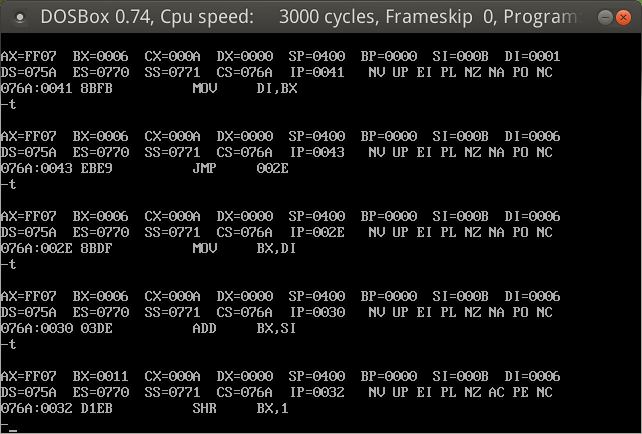 DOSBox 0.74, Cpu speed: 3000 cycles, Frameskip 0, Program
AX=FF07 BX=0006 CX=000A DX=0000 SP=0400 BP=0000 SI=000B DI=0001
DS=075A ES=0770 SS=0771 CS=076A IP=0041 NV UP EI PL NZ NA PO NC
076A:0041 8BFB MOV DI,BX
-t
AX=FF07 BX=0006 CX=000A DX=0000 SP=0400 BP=0000 SI=000B DI=0006
DS=075A ES=0770 SS=0771 CS=076A IP=0043 NV UP EI PL NZ NA PO NC
076A:0043 EBE9 JMP 002E
-t
AX=FF07 BX=0006 CX=000A DX=0000 SP=0400 BP=0000 SI=000B DI=0006
DS=075A ES=0770 SS=0771 CS=076A IP=002E NV UP EI PL NZ NA PO NC
076A:002E 8BDF MOV BX,DI
-t
AX=FF07 BX=0006 CX=000A DX=0000 SP=0400 BP=0000 SI=000B DI=0006
DS=075A ES=0770 SS=0771 CS=076A IP=0030 NV UP EI PL NZ NA PO NC
076A:0030 03DE ADD BX,SI
-t
AX=FF07 BX=0011 CX=000A DX=0000 SP=0400 BP=0000 SI=000B DI=0006
DS=075A ES=0770 SS=0771 CS=076A IP=0032 NV UP EI PL NZ AC PE NC
076A:0032 D1EB SHR BX,1
-_